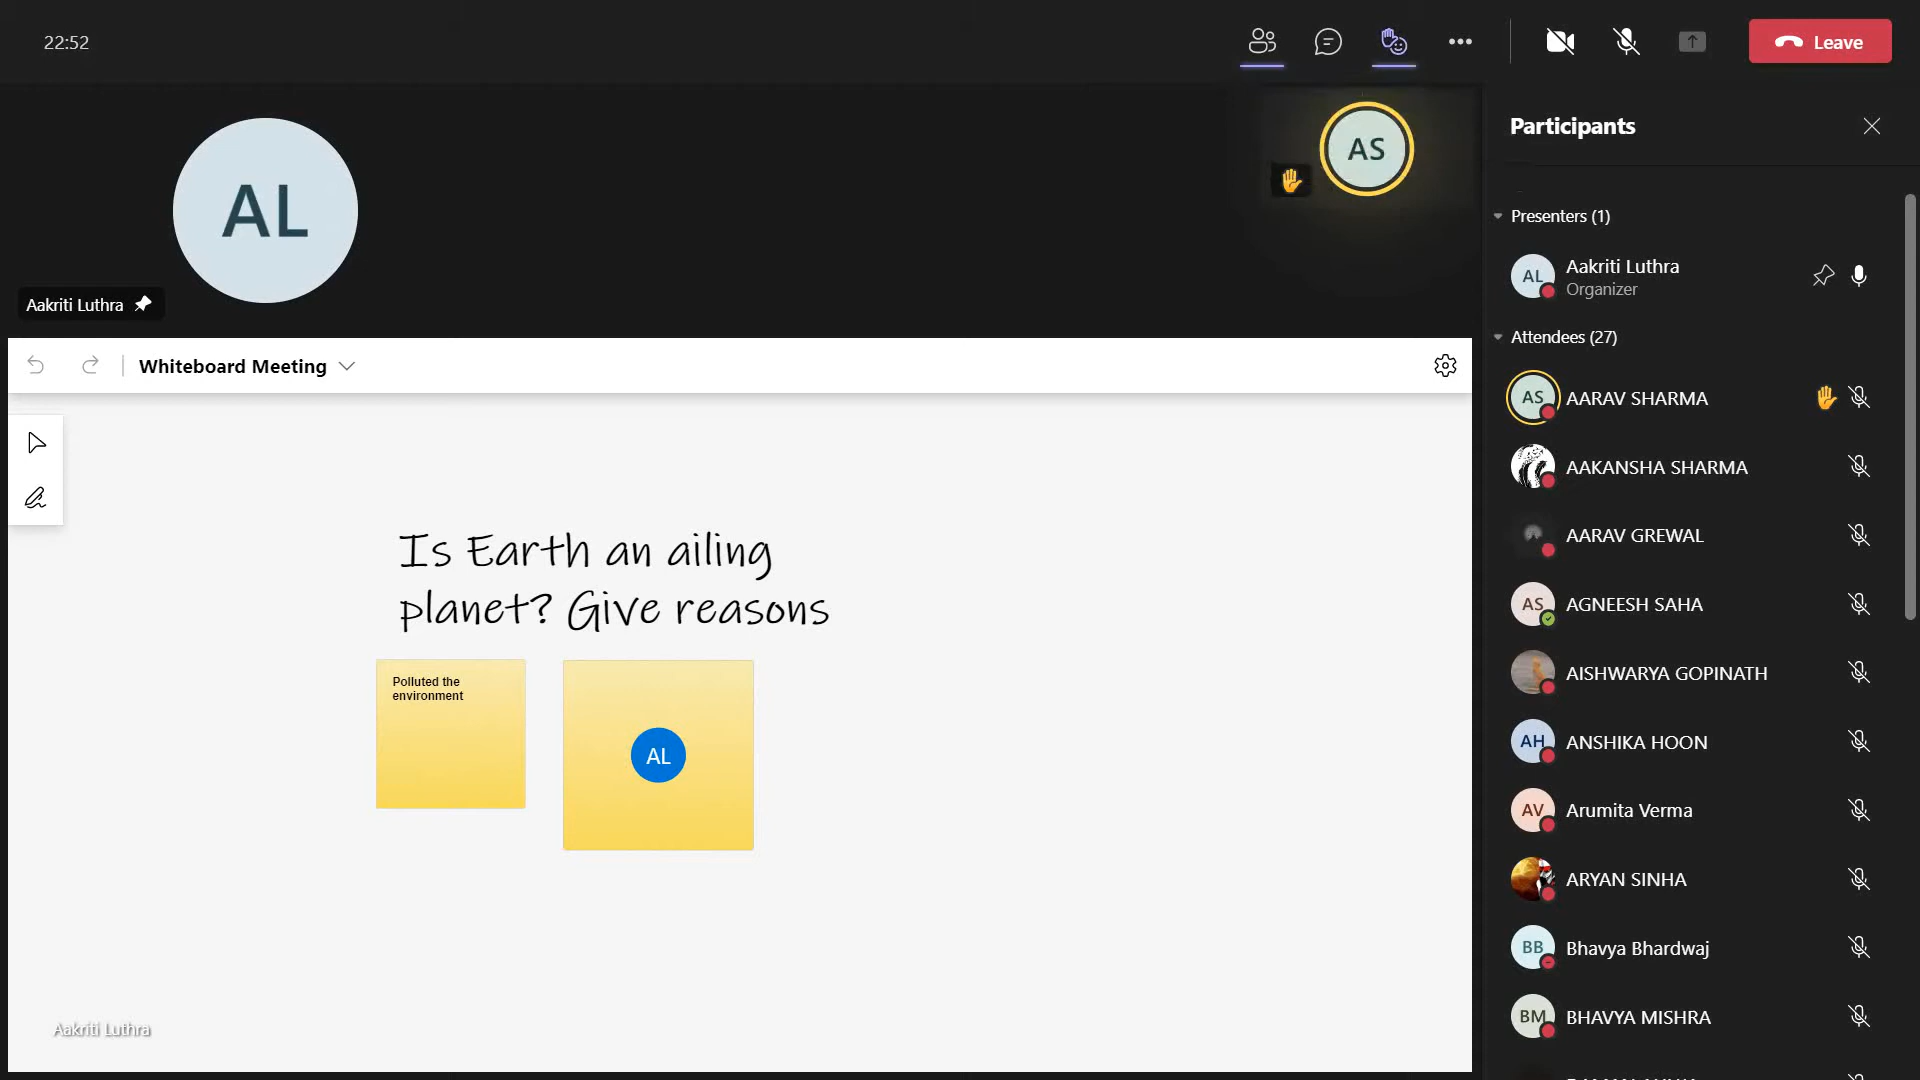 22:52
Leave
AL
AS
Aakriti Luthra
Participants
Presenters (1)
AL
Aakriti Luthra
Organizer
Attendees (27)
AS
AARAV SHARMA
AAKANSHA SHARMA
AARAV GREWAL
AS
AGNEESH SAHA
AISHWARYA GOPINATH
AH
ANSHIKA HOON
AV
Arumita Verma
ARYAN SINHA
BB
Bhavya Bhardwaj
BM
BHAVYA MISHRA
Whiteboard Meeting
Is Earth an ailing
planet? Give reasons
Polluted the
environment
AL
Aakriti Luthra